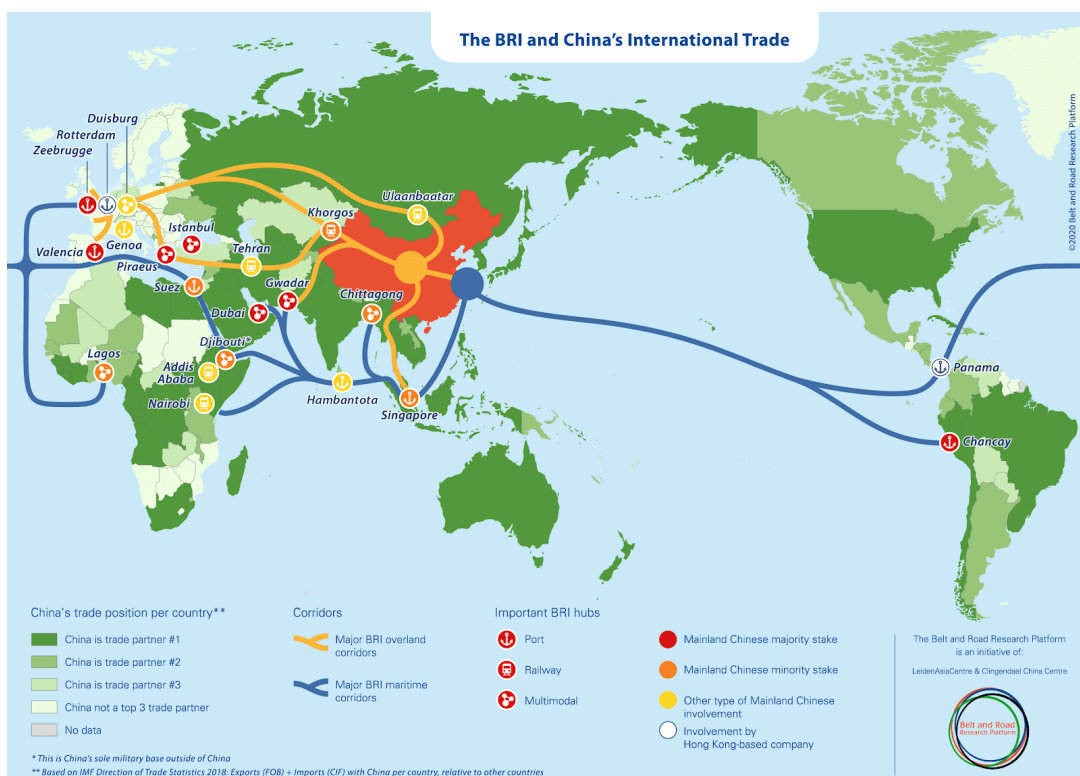 The BRI and China's International Trade
Duisburg
Rotterdam
Zeebrugge
Ulaanbaatar
Khorgos
Istanbul
Valencia
Genoa
Tehran
Piraeus
Suez
Gwadar
Chittagong
Dubai
Djibouti*
Lagos
Addis
Ababa
Nairobi
Hambantota
Singapore
Panama
Chancay
©2020 Belt and Road Research Platform
China's trade position per country**
China is trade partner #1
China is trade partner #2
China is trade partner #3
China not a top 3 trade partner
No data
Corridors
Major BRI overland
corridors
Major BRI maritime
corridors
Important BRI hubs
Port
Railway
Multimodal
Mainland Chinese majority stake
Mainland Chinese minority stake
Other type of Mainland Chinese
involvement
Involvement by
Hong Kong-based company
The Belt and Road Research Platform
is an initiative of:
LeidenAsiaCentre & Clingendael China Centre
Belt and Road
Research Platform
* This is China's sole military base outside of China
** Based on IMF Direction of Trade Statistics 2018: Exports (FOB) + Imports (CIF) with China per country, relative to other countries